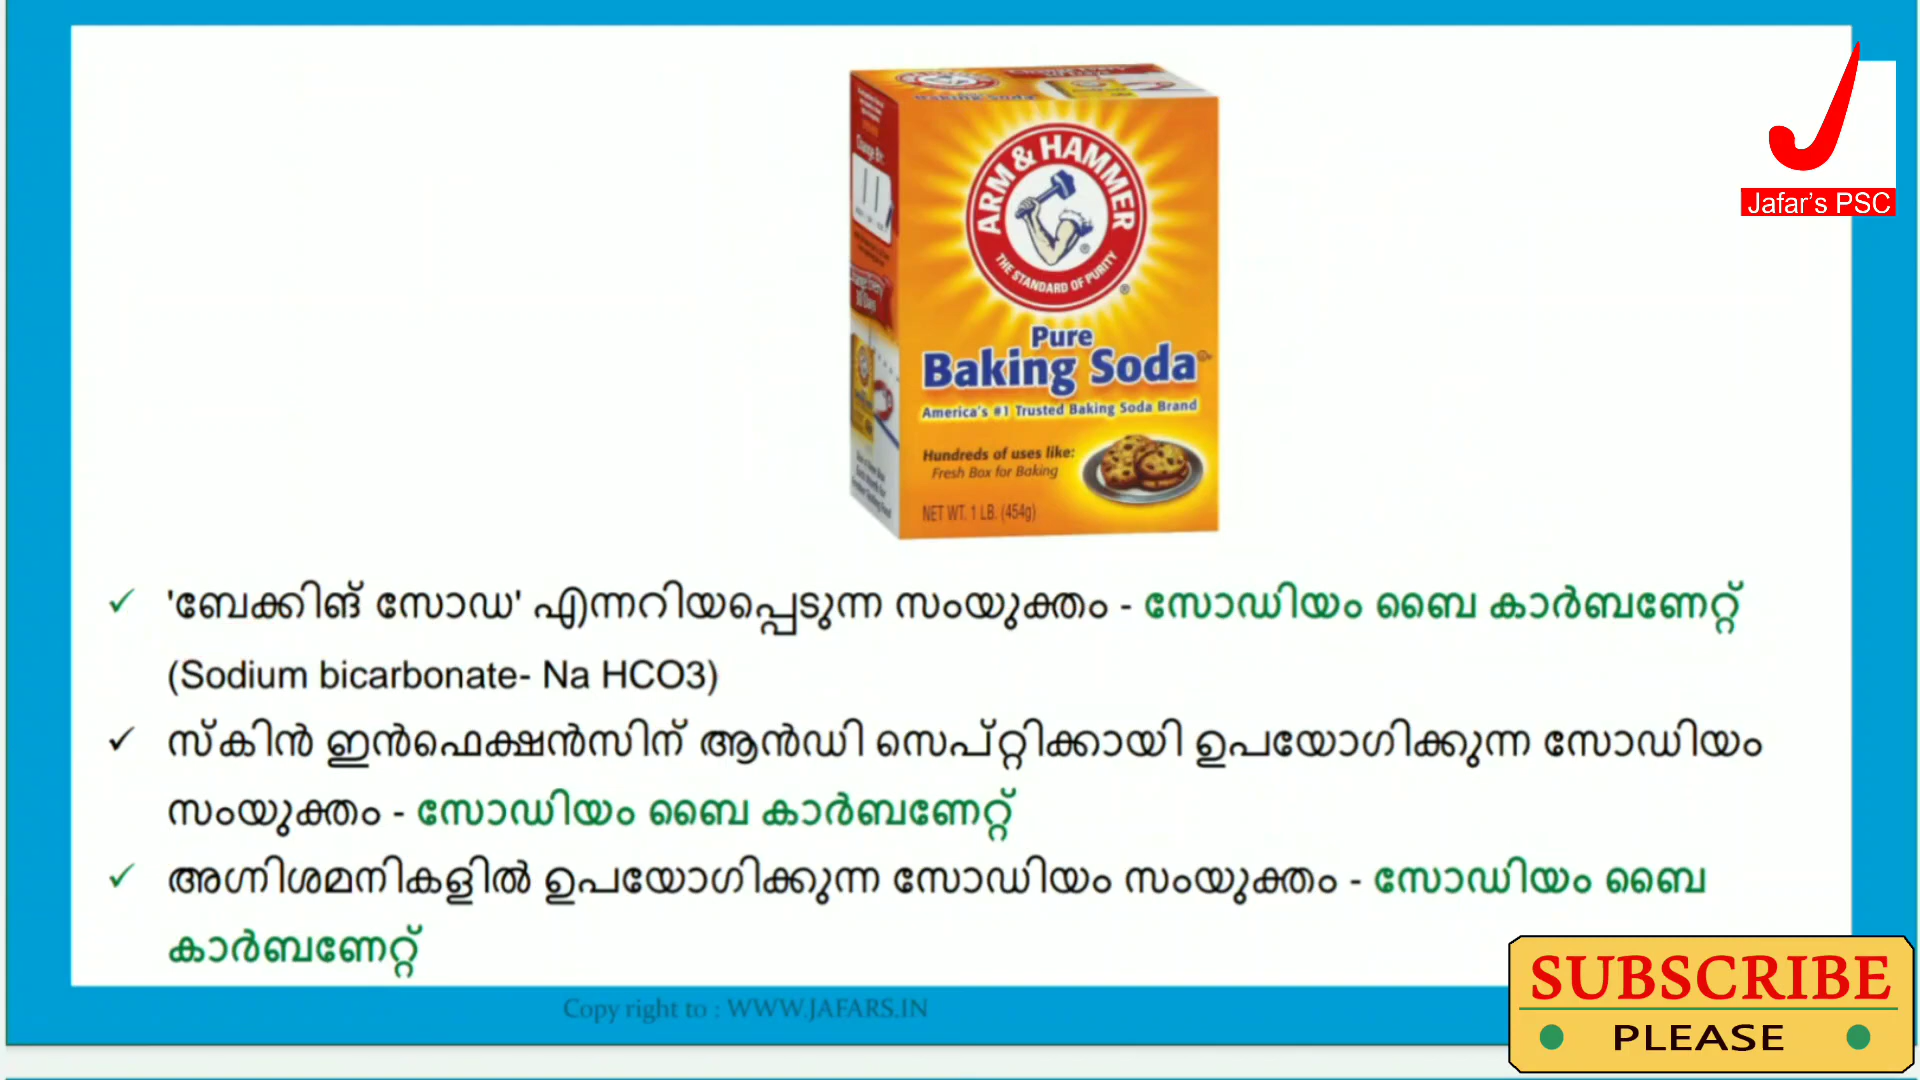 Jafar's PSC
ARM & HAMMER
THE STANDARD OF PURITY
Pure
Baking Soda
America's #1 Trusted Baking Soda Brand
Hundreds of uses like:
Fresh Box for Baking
NET WT. 1 LB. (454g)
'ബേക്കിങ് സോഡ' എന്നറിയപ്പെടുന്ന സംയുക്തം - സോഡിയം ബൈ കാർബണേറ്റ്
(Sodium bicarbonate- Na HCO3)
സ്കിൻ ഇൻഫെക്ഷൻസിന് ആൻഡി സെപ്റ്റിക്കായി ഉപയോഗിക്കുന്ന സോഡിയം
സംയുക്തം - സോഡിയം ബൈ കാർബണേറ്റ്
അഗ്നിശമനികളിൽ ഉപയോഗിക്കുന്ന സോഡിയം സംയുക്തം - സോഡിയം ബൈ
കാർബണേറ്റ്
Copy right to : WWW.JAFARS.IN
SUBSCRIBE
PLEASE